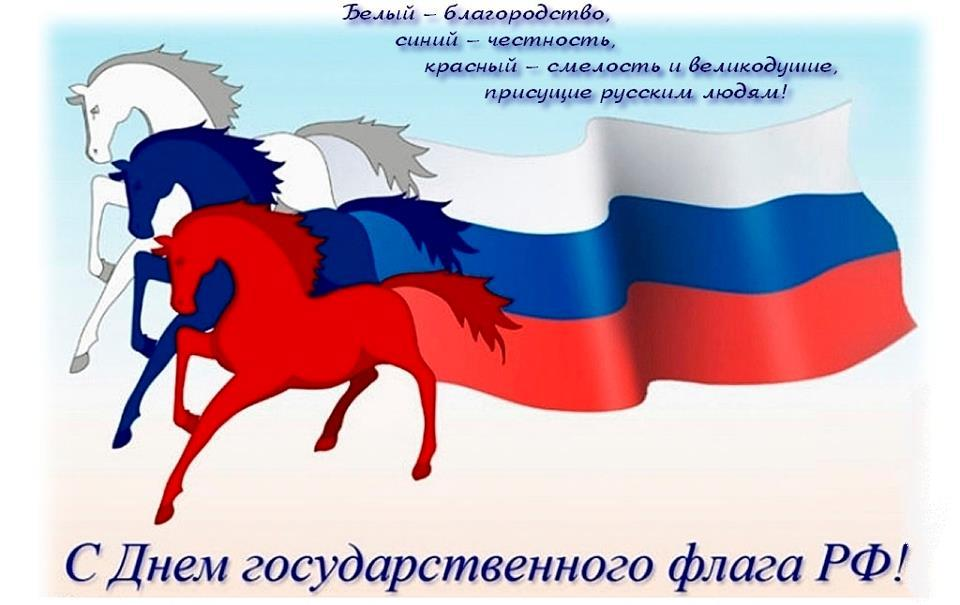 Белый – благородство,
синий – честность,
красный – смелость и великодушие,
присущие русским людям!
С Днем государственного флага РФ!